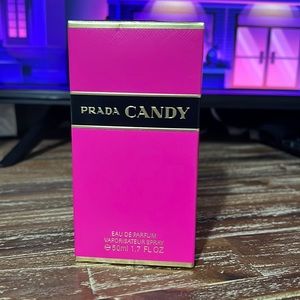 PRADA CANDY
EAU DE PARFUM
VAPORISATEUR SPRAY
℮50ml 1.7 FL OZ